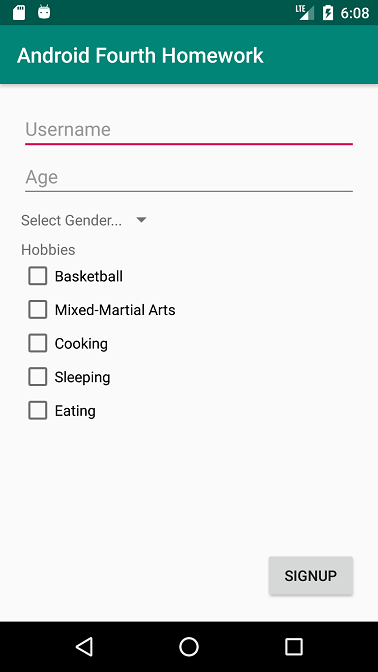 LTE 6:08
Android Fourth Homework
Username
Age
Select Gender...
Hobbies
Basketball
Mixed-Martial Arts
Cooking
Sleeping
Eating
SIGNUP